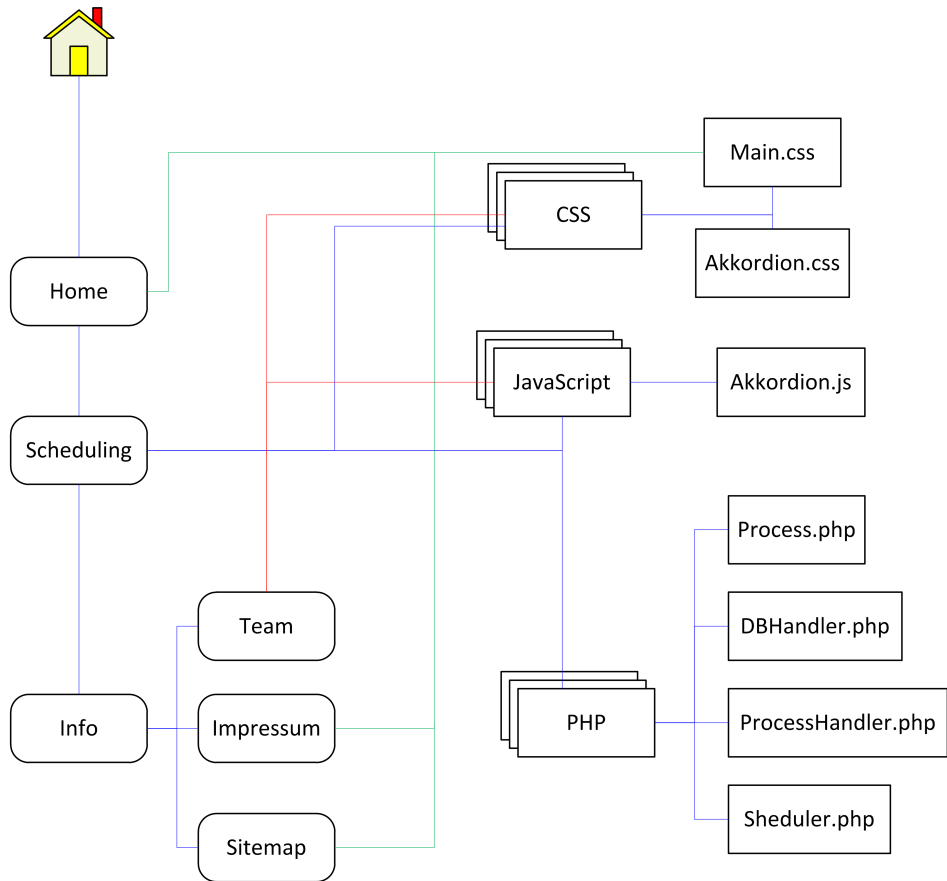 Main.css
CSS
Akkordion.css
Home
JavaScript
Akkordion.js
Scheduling
Process.php
Team
DBHandler.php
Info
Impressum
PHP
ProcessHandler.php
Sitemap
Sheduler.php